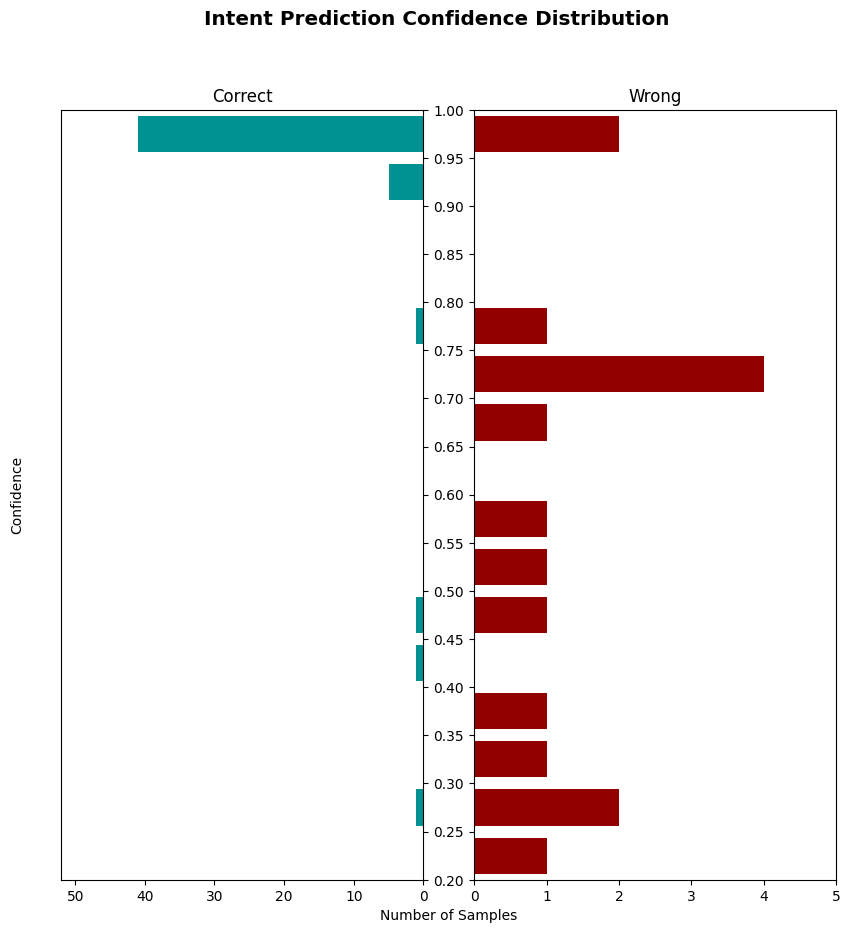 Intent Prediction Confidence Distribution
Correct
Wrong
1.00
0.95
0.90
0.85
0.80
0.75
0.70
0.65
0.60
0.55
0.50
0.45
0.40
0.35
0.30
0.25
0.20
Confidence
50 40 30 20 10 0
0 1 2 3 4 5
Number of Samples